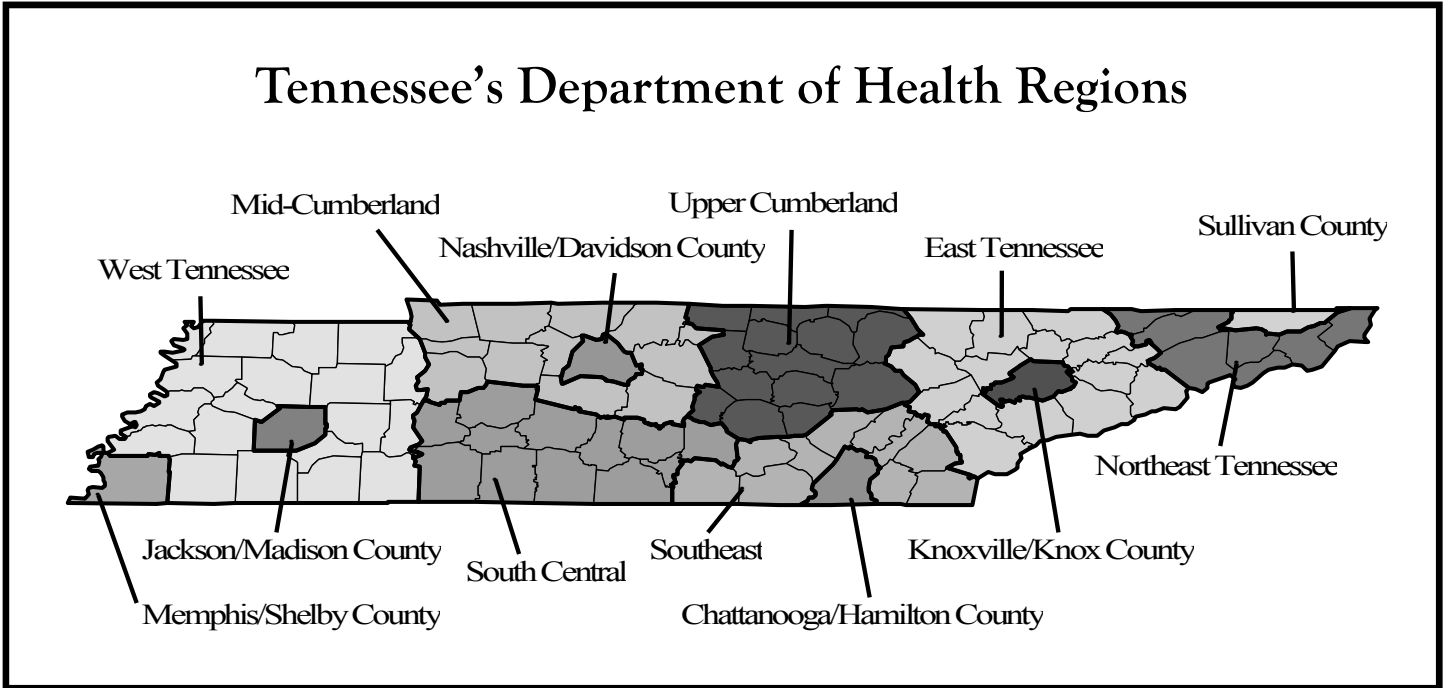 Tennessee's Department of Health Regions
Mid-Cumberland
Upper Cumberland
Sullivan County
Nashville/Davidson County
East Tennessee
West Tennessee
Northeast Tennessee
Jackson/Madison County
Southeast
Knoxville/Knox County
South Central
Memphis/Shelby County
Chattanooga/Hamilton County